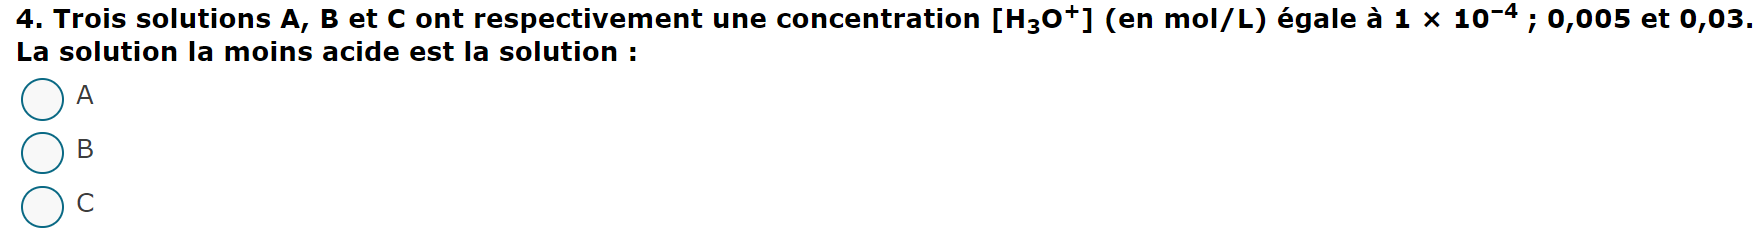 4. Trois solutions A, B et C ont respectivement une concentration [H₃O⁺] (en mol/L) égale à 1 × 10⁻⁴ ; 0,005 et 0,03.
La solution la moins acide est la solution :
A
B
C